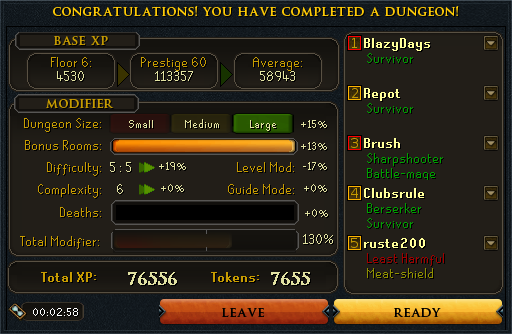 CONGRATULATIONS! YOU HAVE COMPLETED A DUNGEON!
BASE XP
Floor 6:
4530
Prestige 60
113357
Average:
58943
MODIFIER
Dungeon Size: Small Medium Large +15%
Bonus Rooms: +13%
Difficulty: 5 : 5 +19% Level Mod: -17%
Complexity: 6 +0% Guide Mode: +0%
Deaths: +0%
Total Modifier: 130%
Total XP: 76556 Tokens: 7655
00:02:58
LEAVE
READY
1 BlazyDays
Survivor
2 Repot
Survivor
3 Brush
Sharpshooter
Battle-mage
4 Clubsrule
Berserker
Survivor
5 ruste200
Least Harmful
Meat-shield